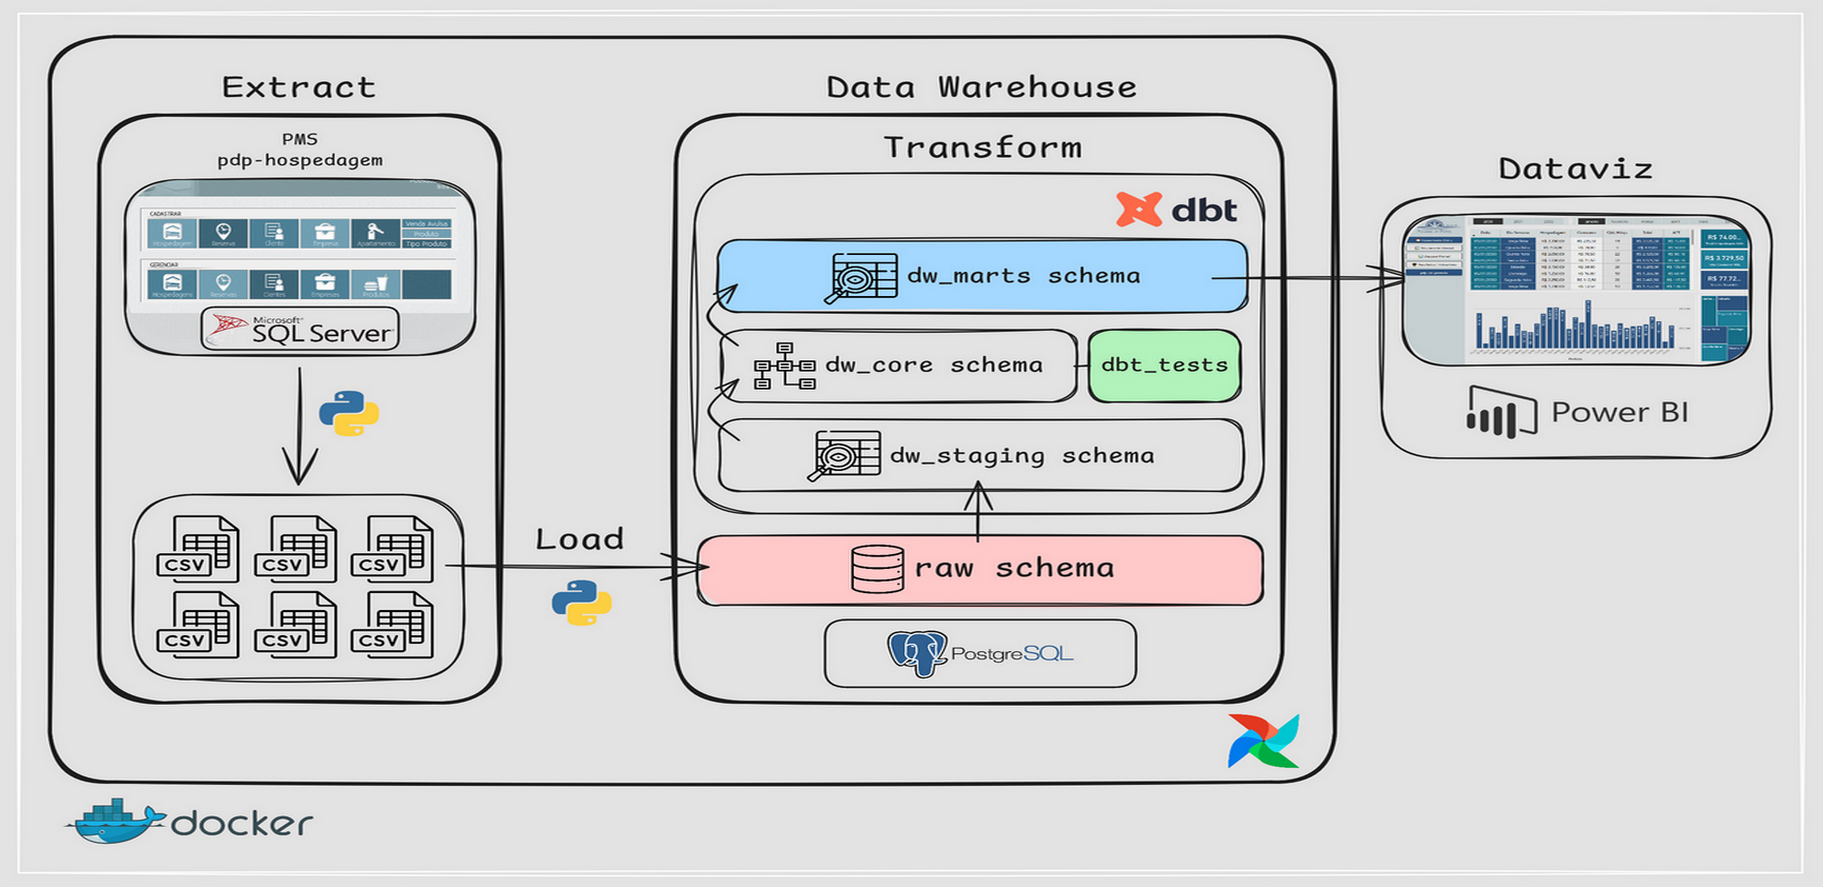 Extract
PMS
pdp-hospedagem
CADASTRAR
Hospedagem
Reserva
Cliente
Empresa
Apartamento
Venda Avulsa
Produto
Tipo Produto
GERENCIAR
Hospedagens
Reservas
Clientes
Empresas
Produtos
Microsoft
SQL Server
CSV
CSV
CSV
CSV
CSV
CSV
Load
Data Warehouse
Transform
dbt
dw_marts schema
dw_core schema
dbt_tests
dw_staging schema
raw schema
PostgreSQL
Dataviz
R$ 74.00...
R$ 3.729,50
R$ 77.72...
Power BI
docker